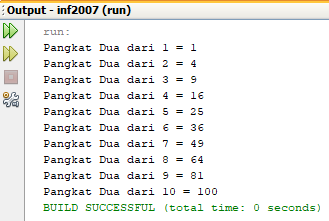 Output - inf2007 (run)
run:
Pangkat Dua dari 1 = 1
Pangkat Dua dari 2 = 4
Pangkat Dua dari 3 = 9
Pangkat Dua dari 4 = 16
Pangkat Dua dari 5 = 25
Pangkat Dua dari 6 = 36
Pangkat Dua dari 7 = 49
Pangkat Dua dari 8 = 64
Pangkat Dua dari 9 = 81
Pangkat Dua dari 10 = 100
BUILD SUCCESSFUL (total time: 0 seconds)